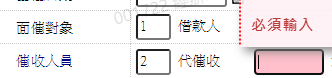 面催對象 1 借款人
必須輸入
催收人員 2 代催收